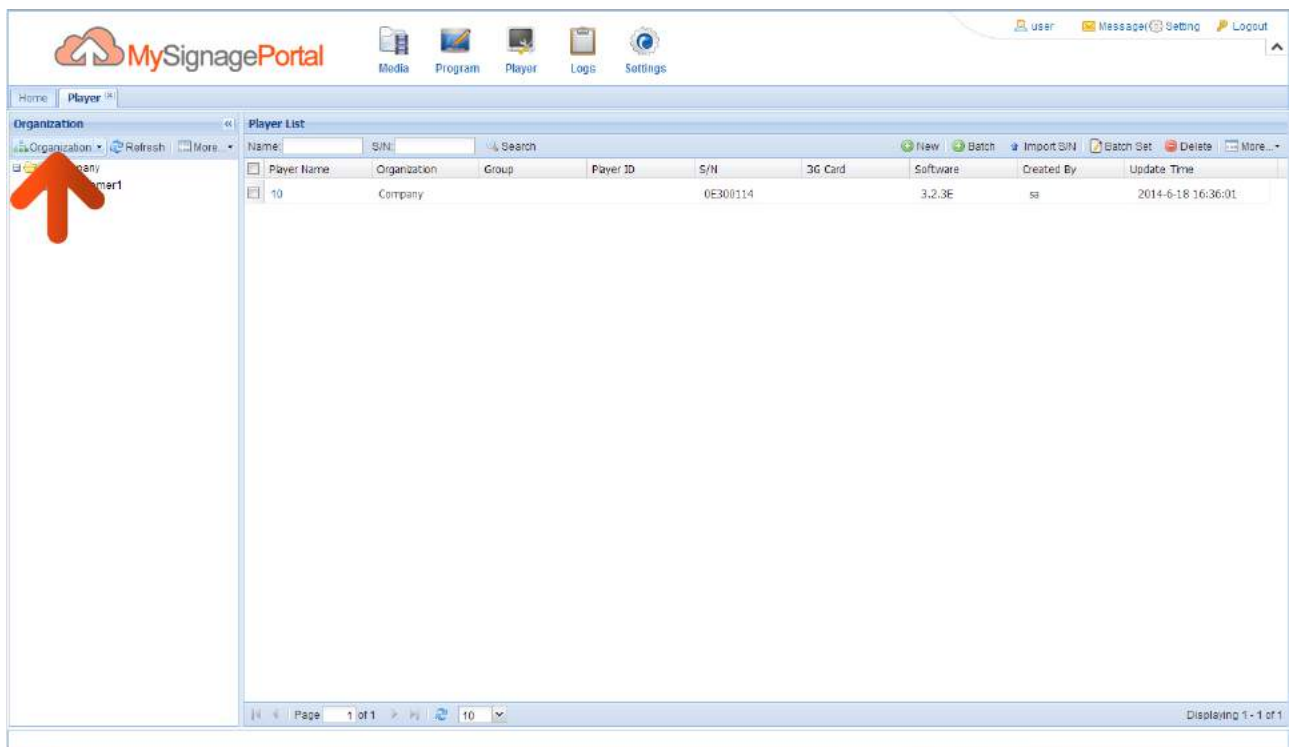 user Message( Setting Logout
MySignagePortal
Media Program Player Logs Settings
Home Player
Organization Player List
Organization Refresh More Name: S/N: Search New Batch Import S/N Batch Set Delete More...
Player Name Organization Group Player ID S/N 3G Card Software Created By Update Time
10 Company 0E300114 3.2.3E sa 2014-6-18 16:36:01
Page 1 of 1 10 Displaying 1 - 1 of 1